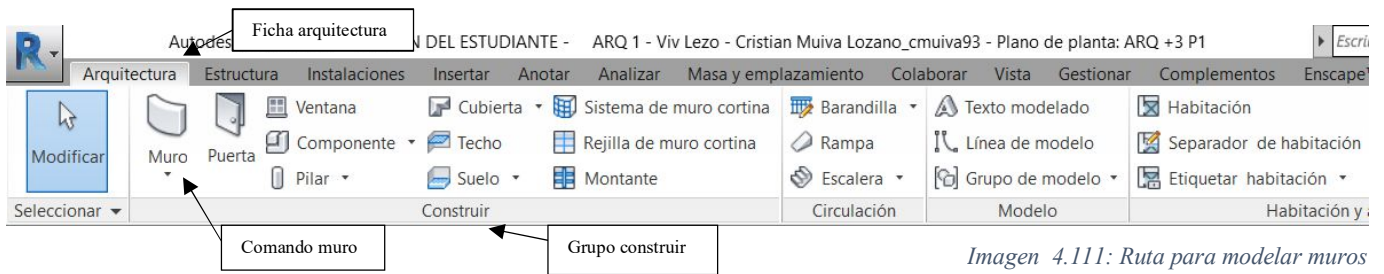 Ficha arquitectura
DEL ESTUDIANTE - ARQ 1 - Viv Lezo - Cristian Muiva Lozano_cmuiva93 - Plano de planta: ARQ +3 P1
Arquitectura Estructura Instalaciones Insertar Anotar Analizar Masa y emplazamiento Colaborar Vista Gestionar Complementos Enscape
Ventana Cubierta Sistema de muro cortina Barandilla Texto modelado Habitación
Modificar Muro Puerta Componente Techo Rejilla de muro cortina Rampa Línea de modelo Separador de habitación
Pilar Suelo Montante Escalera Grupo de modelo Etiquetar habitación
Seleccionar Construir Circulación Modelo Habitación y
Comando muro Grupo construir
Imagen 4.111: Ruta para modelar muros